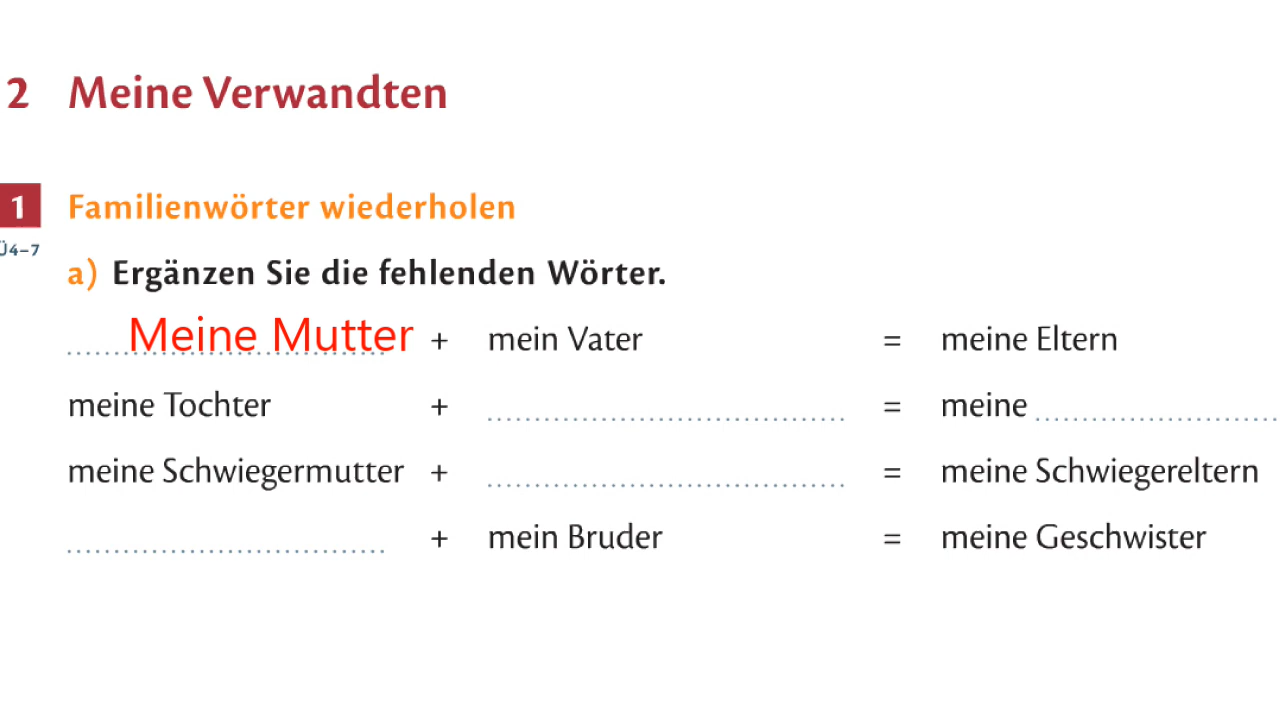 2 Meine Verwandten
1 Familienwörter wiederholen
Ü4–7
a) Ergänzen Sie die fehlenden Wörter.
Meine Mutter + mein Vater = meine Eltern
meine Tochter + ........ = meine ........
meine Schwiegermutter + ........ = meine Schwiegereltern
........ + mein Bruder = meine Geschwister